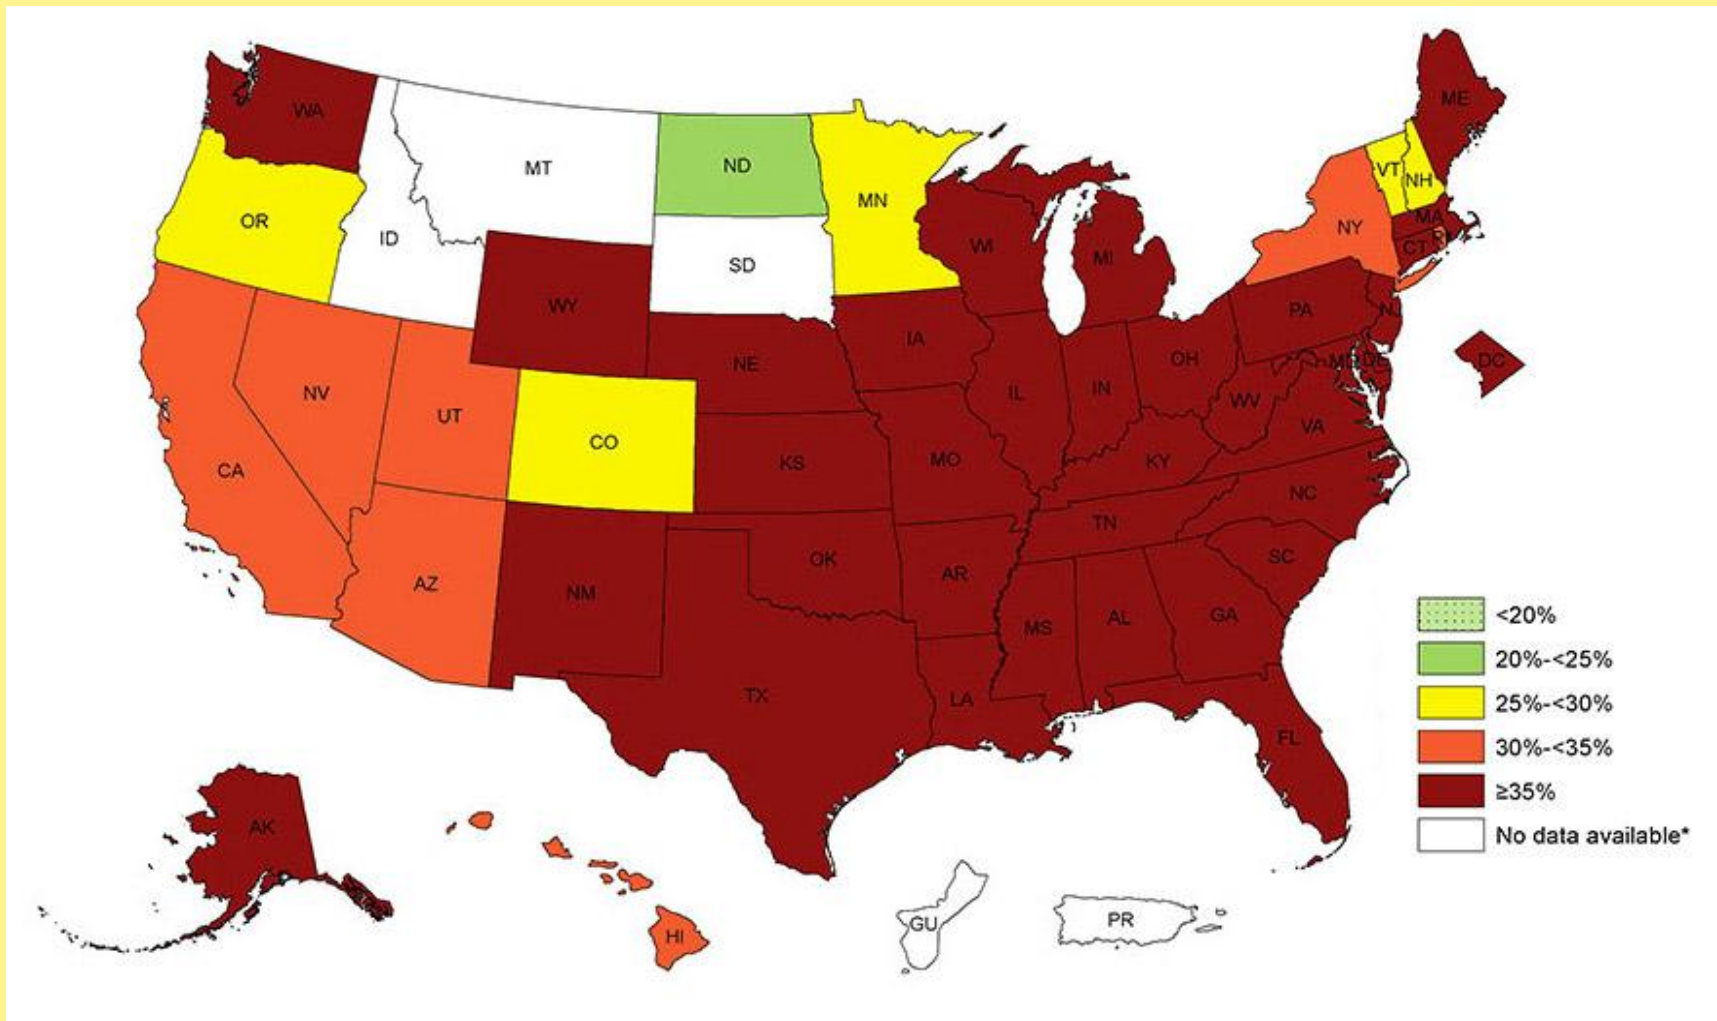 WA
MT
ND
MN
OR
ID
SD
WY
WI
MI
ME
VT
NH
NY
MA
CT
RI
NV
UT
CA
CO
NE
IA
IL
IN
OH
PA
NJ
MD
DE
DC
WV
VA
KS
MO
KY
NC
TN
SC
AZ
NM
OK
AR
MS
AL
GA
TX
LA
FL
AK
HI
GU
PR
<20%
20%-<25%
25%-<30%
30%-<35%
≥35%
No data available*